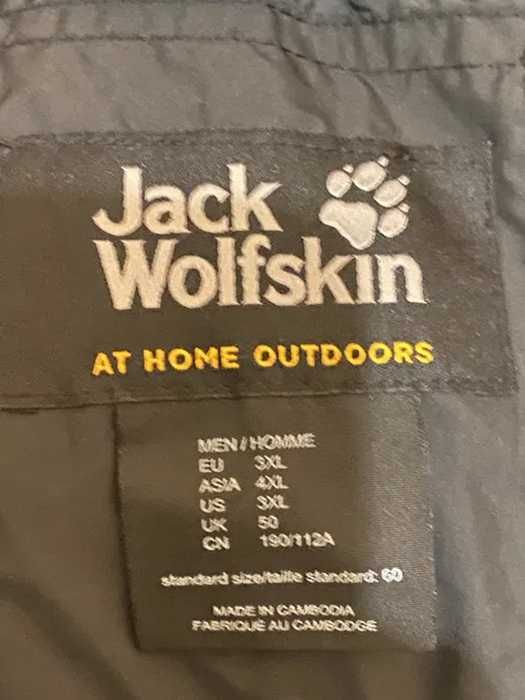 Jack
Wolfskin
AT HOME OUTDOORS
MEN / HOMME
EU 3XL
ASIA 4XL
US 3XL
UK 50
CN 190/112A
standard size/taille standard: 60
MADE IN CAMBODIA
FABRIQUÉ AU CAMBODGE